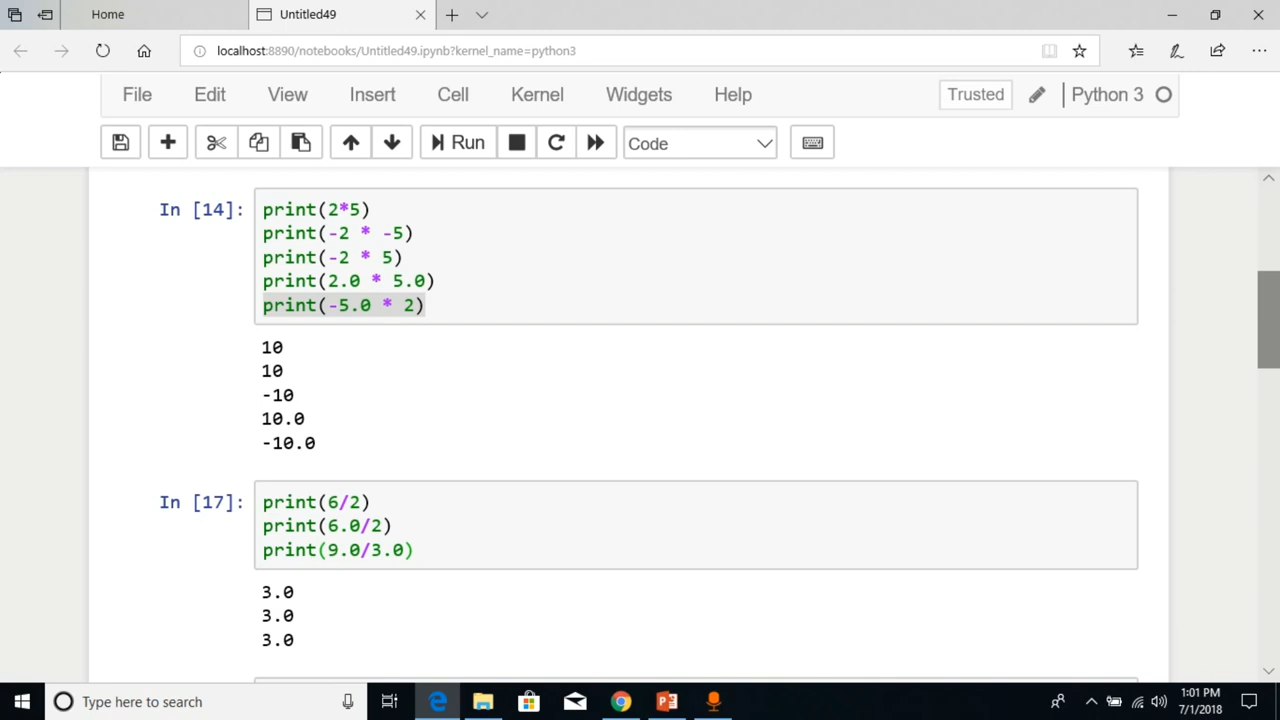 Home
Untitled49
localhost:8890/notebooks/Untitled49.ipynb?kernel_name=python3
File Edit View Insert Cell Kernel Widgets Help Trusted Python 3
Run Code
In [14]: print(2*5)
print(-2 * -5)
print(-2 * 5)
print(2.0 * 5.0)
print(-5.0 * 2)
10
10
-10
10.0
-10.0
In [17]: print(6/2)
print(6.0/2)
print(9.0/3.0)
3.0
3.0
3.0
Type here to search
1:01 PM
7/1/2018